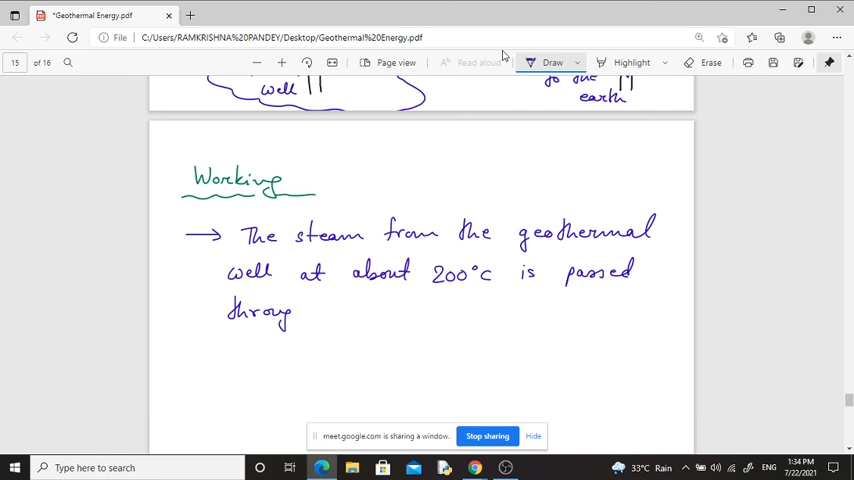 *Geothermal Energy.pdf
File
C:/Users/RAMKRISHNA%20PANDEY/Desktop/Geothermal%20Energy.pdf
15 of 16
Page view
Read aloud
Draw
Highlight
Erase
well
to the
earth
Working
→ The steam from the geothermal
well at about 200°c is passed
throug
meet.google.com is sharing a window.
Stop sharing
Hide
Type here to search
33°C Rain
ENG
1:34 PM
7/22/2021